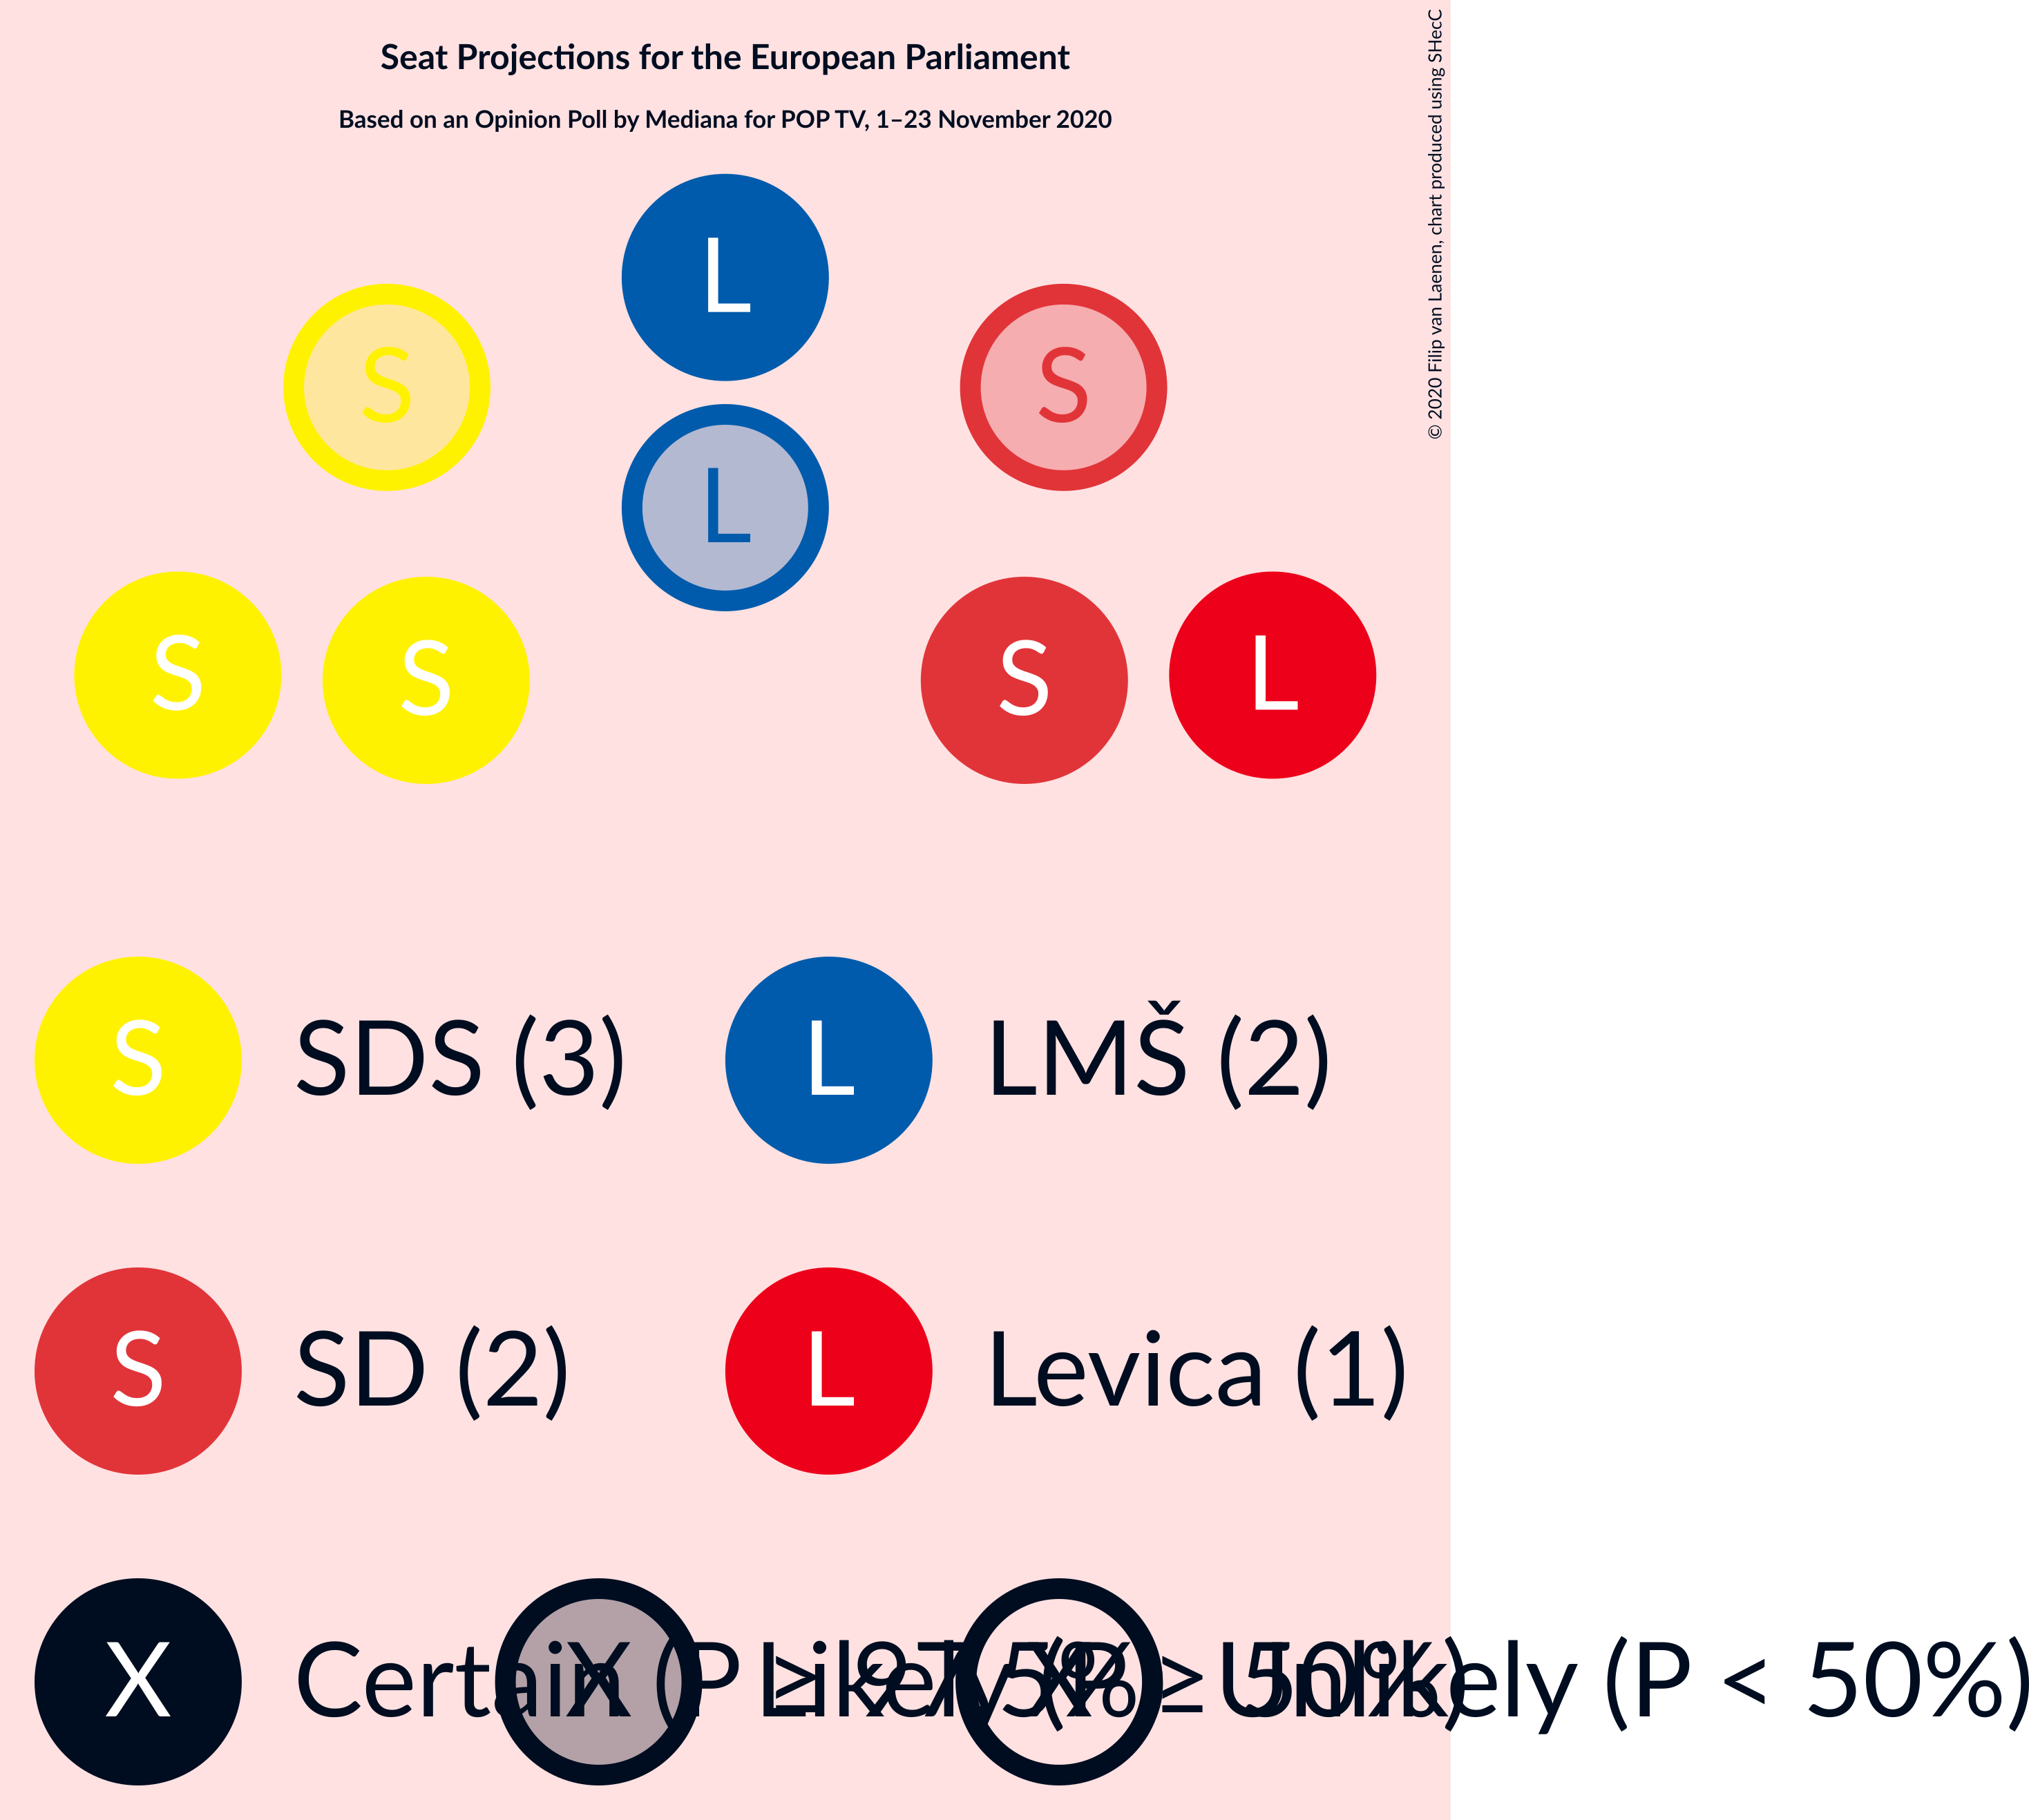 Seat Projections for the European Parliament
Based on an Opinion Poll by Mediana for POP TV, 1–23 November 2020
© 2020 Filip van Laenen, chart produced using SHecC
L
S
S
L
S
S
S
L
S SDS (3)
L LMŠ (2)
S SD (2)
L Levica (1)
X Certain (P ≥
X Likely (P ≥ 50%)
X Unlikely (P < 50%)